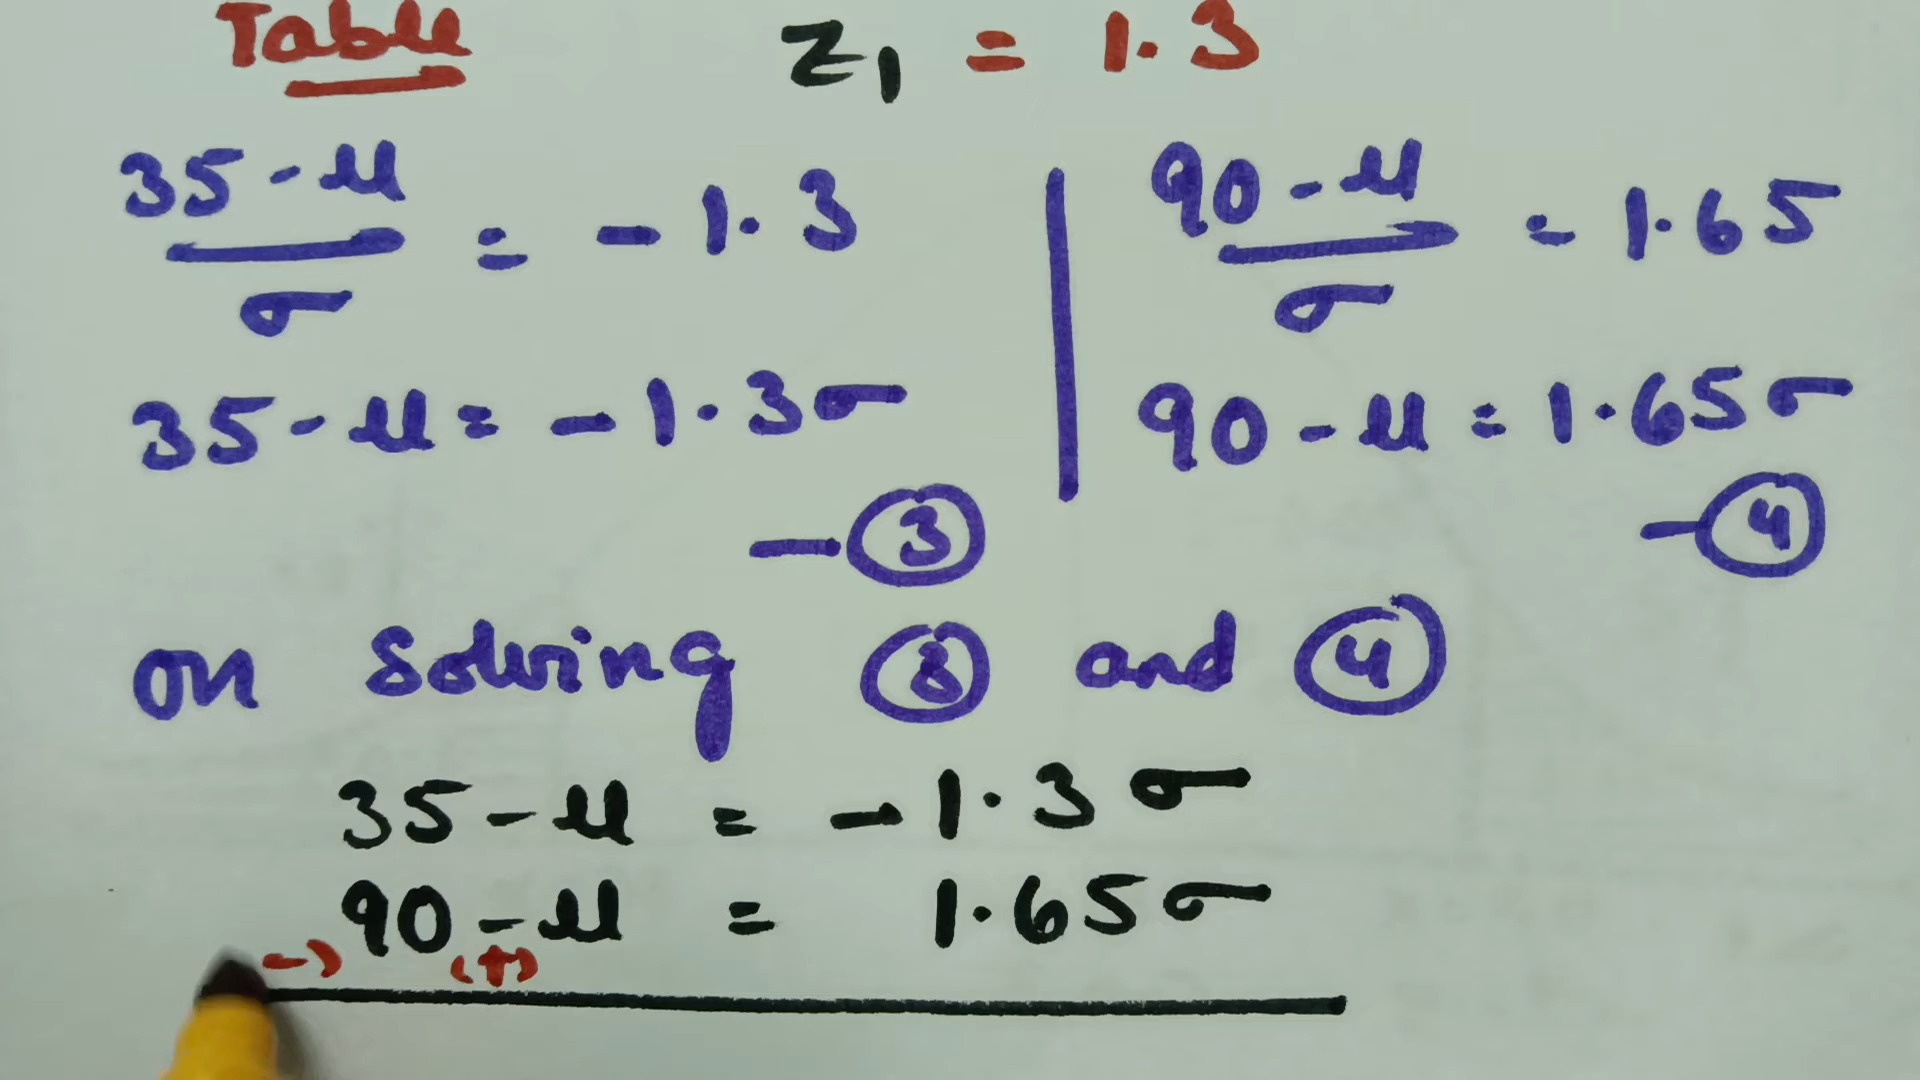 Table z₁ = 1.3
35-μ/σ = -1.3 | 90-μ/σ = 1.65
35-μ = -1.3σ — ③ | 90-μ = 1.65σ — ④
on solving ③ and ④
35-μ = -1.3σ
90-μ = 1.65σ
(-) (+)